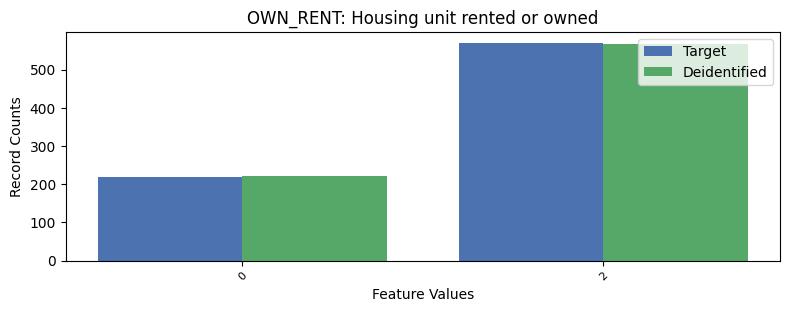 OWN_RENT: Housing unit rented or owned
Target
Deidentified
Record Counts
500
400
300
200
100
0
0
2
Feature Values